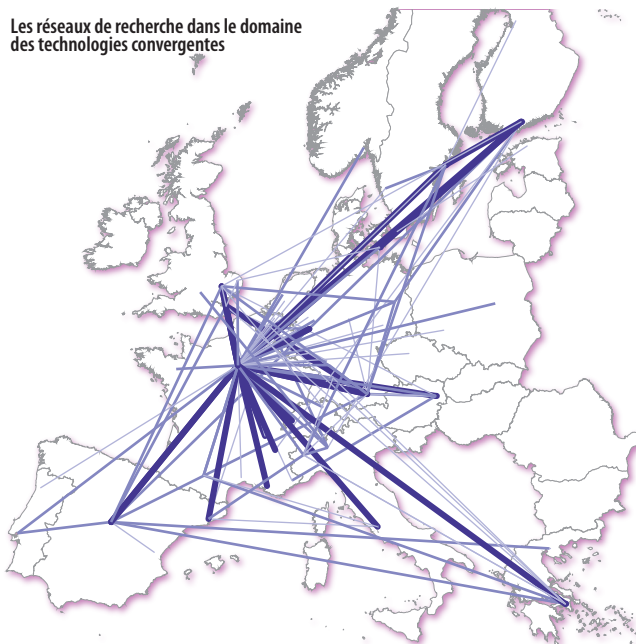 Les réseaux de recherche dans le domaine
des technologies convergentes